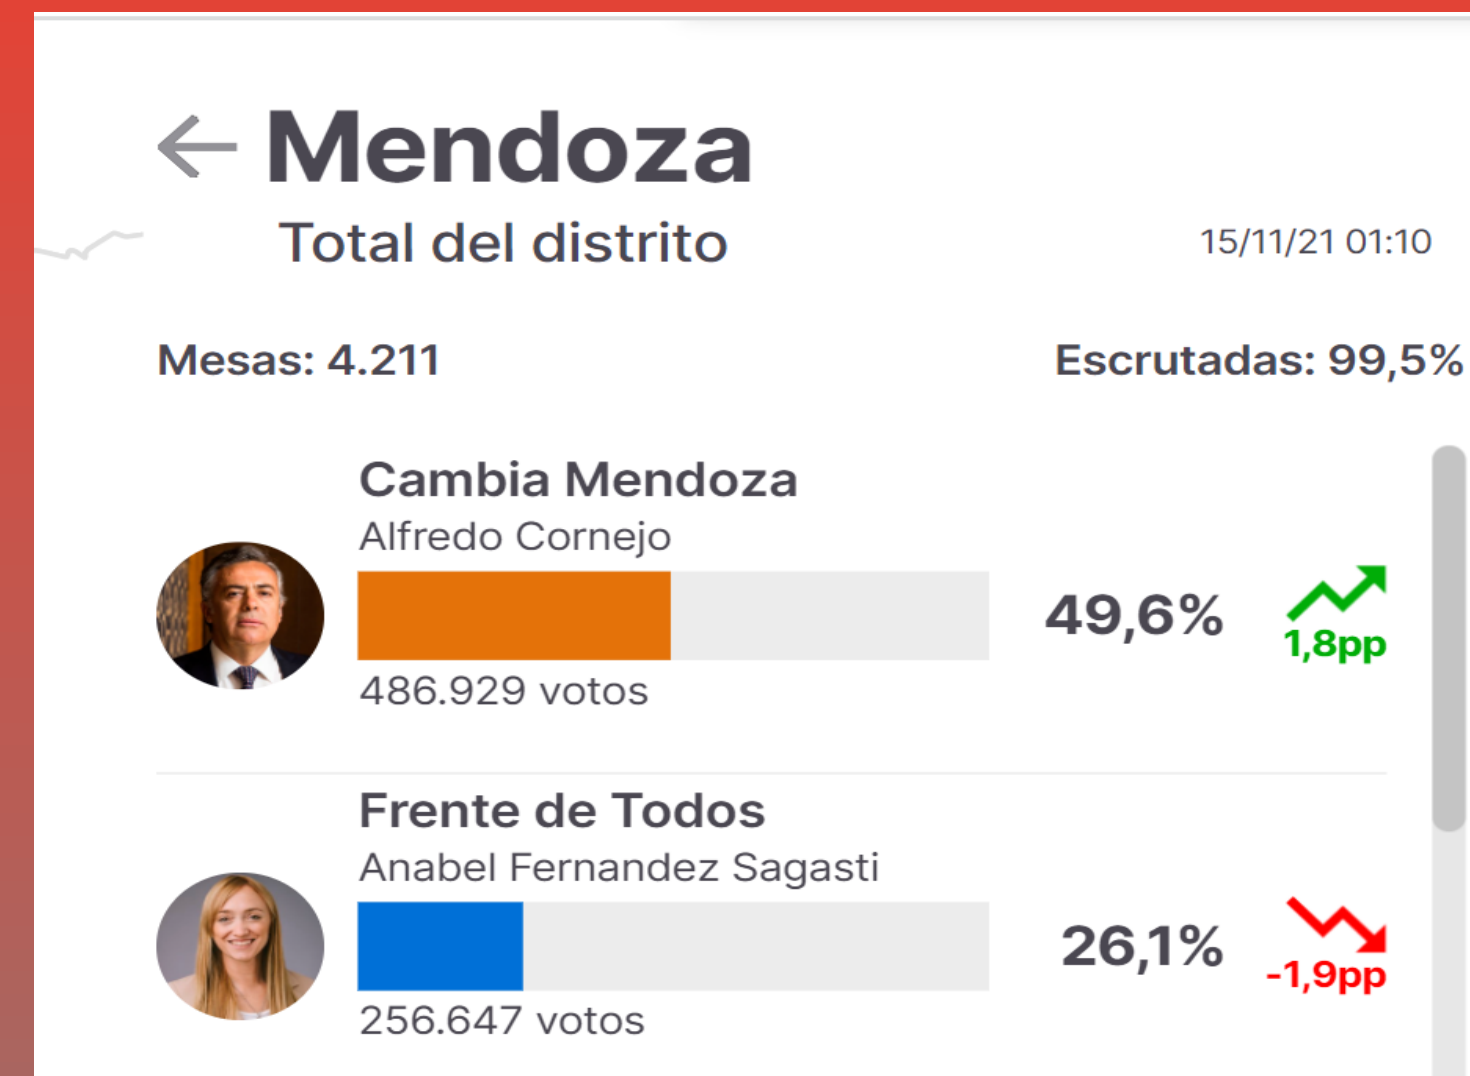 Mendoza
Total del distrito
15/11/21 01:10
Mesas: 4.211
Escrutadas: 99,5%
Cambia Mendoza
Alfredo Cornejo
49,6%
1,8pp
486.929 votos
Frente de Todos
Anabel Fernandez Sagasti
26,1%
-1,9pp
256.647 votos